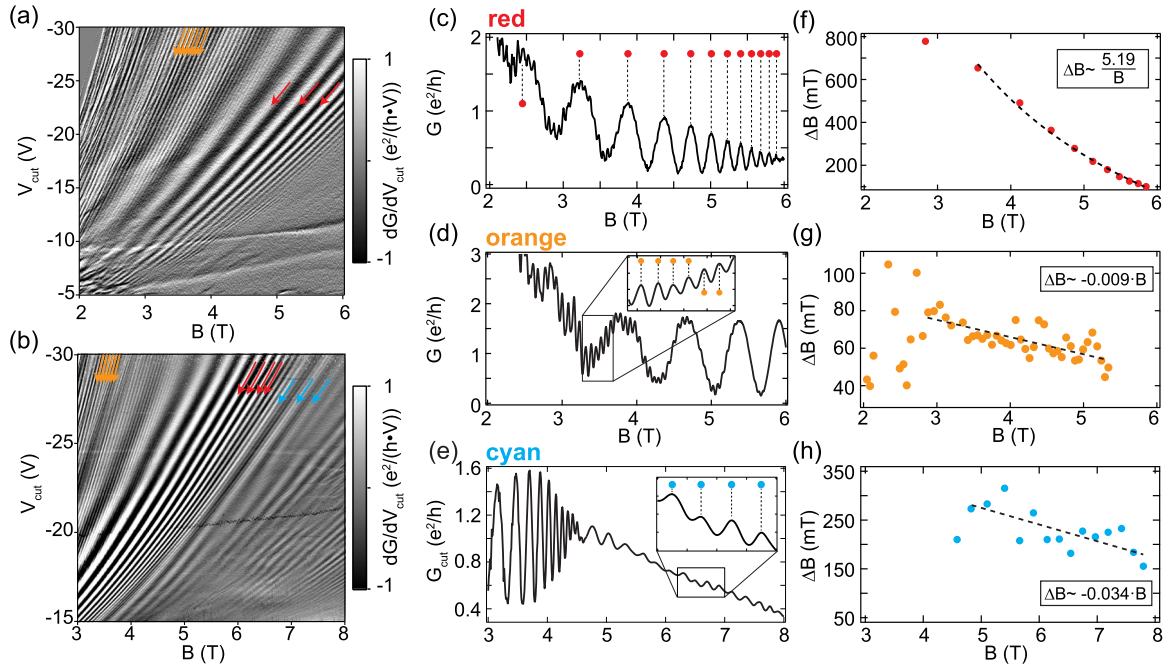 (a)
V_cut (V)
-30
-25
-20
-15
-10
-5
2
3
4
5
6
B (T)
1
-1
dG/dV_cut (e²/(h•V))
(b)
V_cut (V)
-30
-25
-20
-15
3
4
5
6
7
8
B (T)
1
-1
dG/dV_cut (e²/(h•V))
(c)
red
G (e²/h)
2
1
0
2
3
4
5
6
B (T)
(d)
orange
G (e²/h)
3
2
1
0
2
3
4
5
6
B (T)
(e)
cyan
G_cut (e²/h)
1.6
1.2
0.8
0.4
3
4
5
6
7
8
B (T)
(f)
ΔB (mT)
800
600
400
200
2
3
4
5
6
B (T)
ΔB~ 5.19/B
(g)
ΔB (mT)
100
80
60
40
2
3
4
5
6
B (T)
ΔB~ -0.009·B
(h)
ΔB (mT)
350
250
150
50
3
4
5
6
7
8
B (T)
ΔB~ -0.034·B